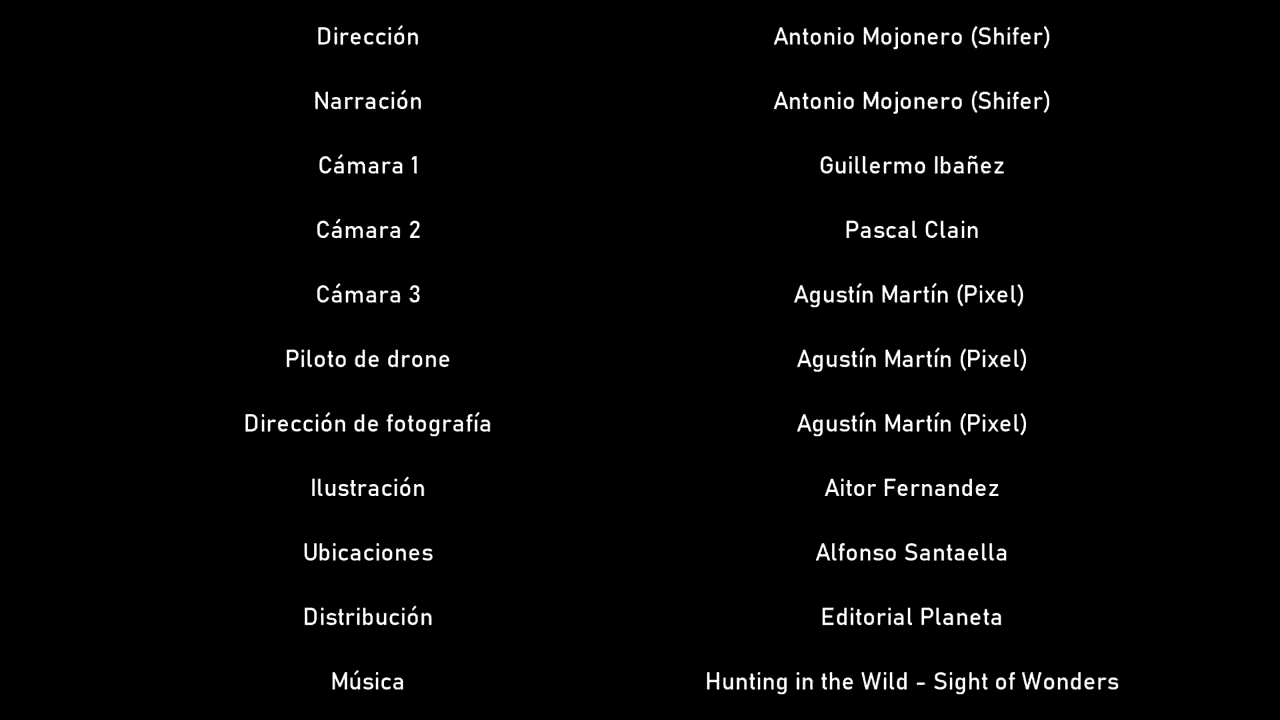 Dirección Antonio Mojonero (Shifer)
Narración Antonio Mojonero (Shifer)
Cámara 1 Guillermo Ibañez
Cámara 2 Pascal Clain
Cámara 3 Agustín Martín (Pixel)
Piloto de drone Agustín Martín (Pixel)
Dirección de fotografía Agustín Martín (Pixel)
Ilustración Aitor Fernandez
Ubicaciones Alfonso Santaella
Distribución Editorial Planeta
Música Hunting in the Wild - Sight of Wonders